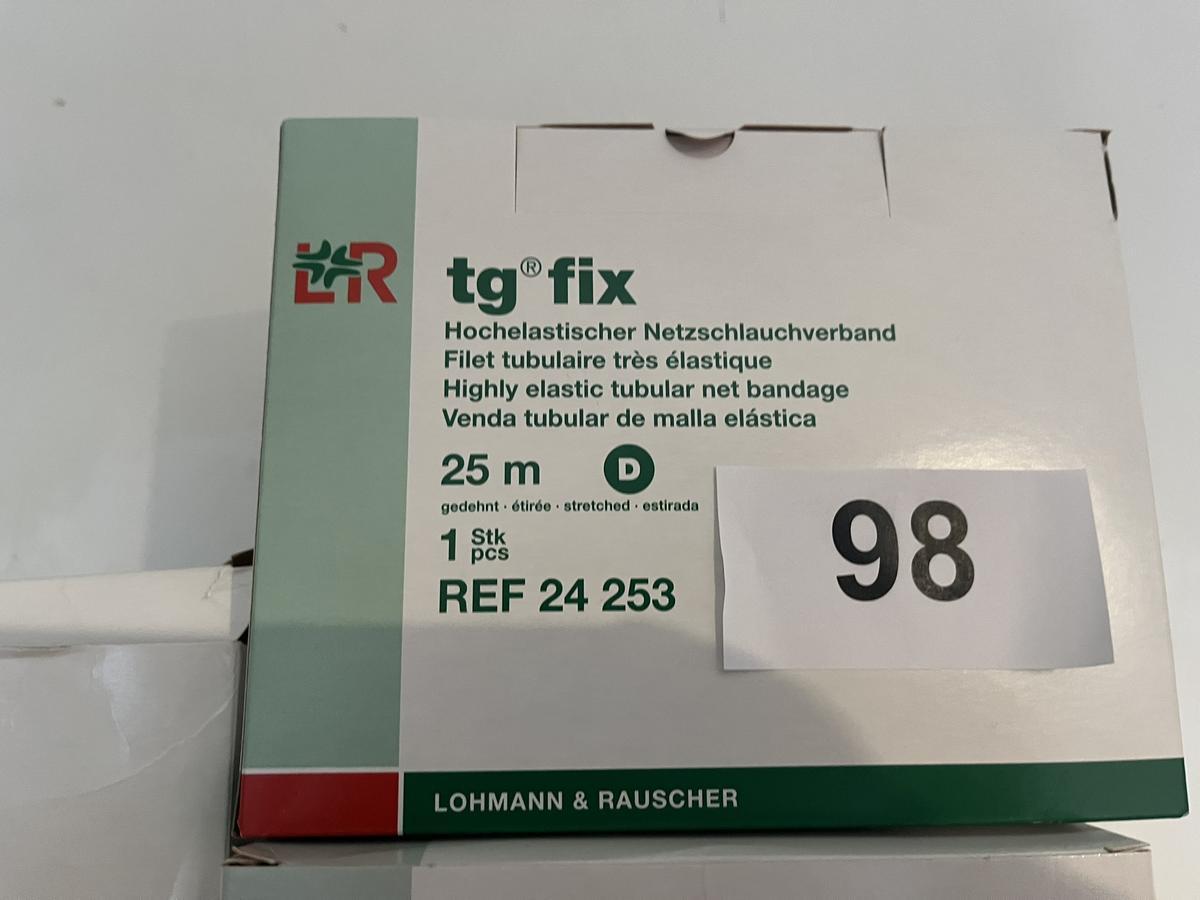 L&R
tg® fix
Hochelastischer Netzschlauchverband
Filet tubulaire très élastique
Highly elastic tubular net bandage
Venda tubular de malla elástica
25 m D
gedehnt · étirée · stretched · estirada
1 Stk
pcs
REF 24 253
98
LOHMANN & RAUSCHER